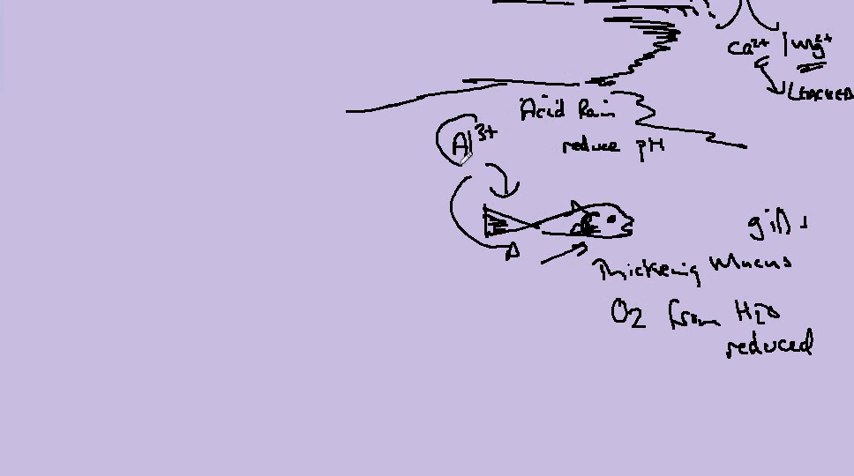 Ca²⁺ | Mg²⁺
LEACHED
Acid Rain
reduce pH
Al³⁺
gills
Thickening Mucus
O2 from H2O
reduced